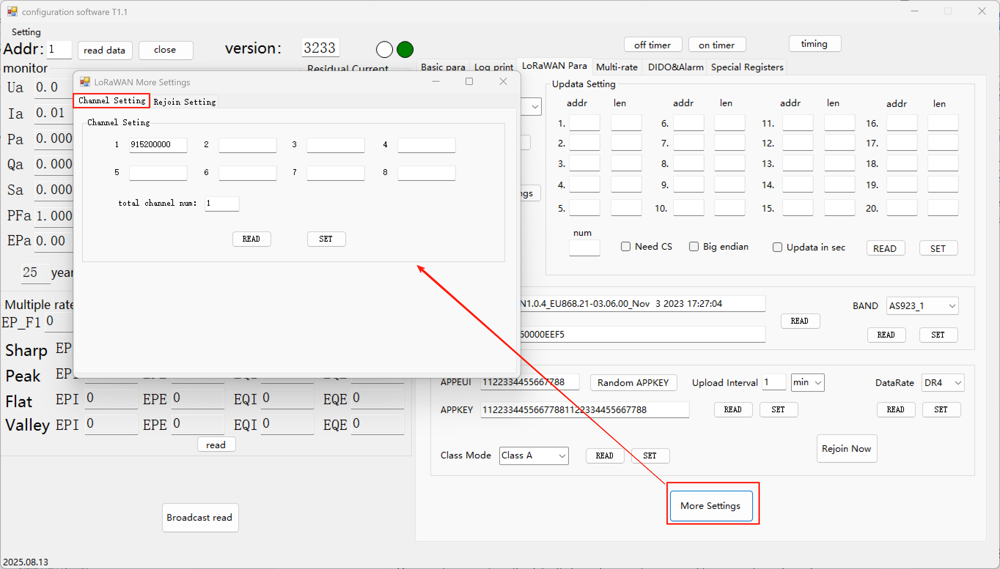 configuration software T1.1
Setting
Addr: 1 read data close version: 3233 off timer on timer timing
monitor
Residual Current
Basic para Log print LoRaWAN Para Multi-rate DIDO&Alarm Special Registers
Ua 0.0
Ia 0.01
Pa 0.000
Qa 0.000
Sa 0.000
PFa 1.000
EPa 0.00
25 year
LoRaWAN More Settings
Channel Setting Rejoin Setting
Channel Seting
1 915200000 2 3 4
5 6 7 8
total channel num: 1
READ SET
Updata Setting
addr len addr len addr len addr len
1. 6. 11. 16.
2. 7. 12. 17.
3. 8. 13. 18.
4. 9. 14. 19.
5. 10. 15. 20.
num
Need CS Big endian Updata in sec READ SET
N1.0.4_EU868.21-03.06.00_Nov 3 2023 17:27:04
READ
BAND AS923_1
60000EEF5
READ SET
Multiple rate
EP_F1 0
Sharp EP
Peak EPI
Flat EPI 0 EPE 0 EQI 0 EQE 0
Valley EPI 0 EPE 0 EQI 0 EQE 0
read
Broadcast read
APPEUI 1122334455667788 Random APPKEY Upload Interval 1 min DataRate DR4
APPKEY 11223344556677881122334455667788 READ SET READ SET
Class Mode Class A READ SET Rejoin Now
More Settings
2025.08.13